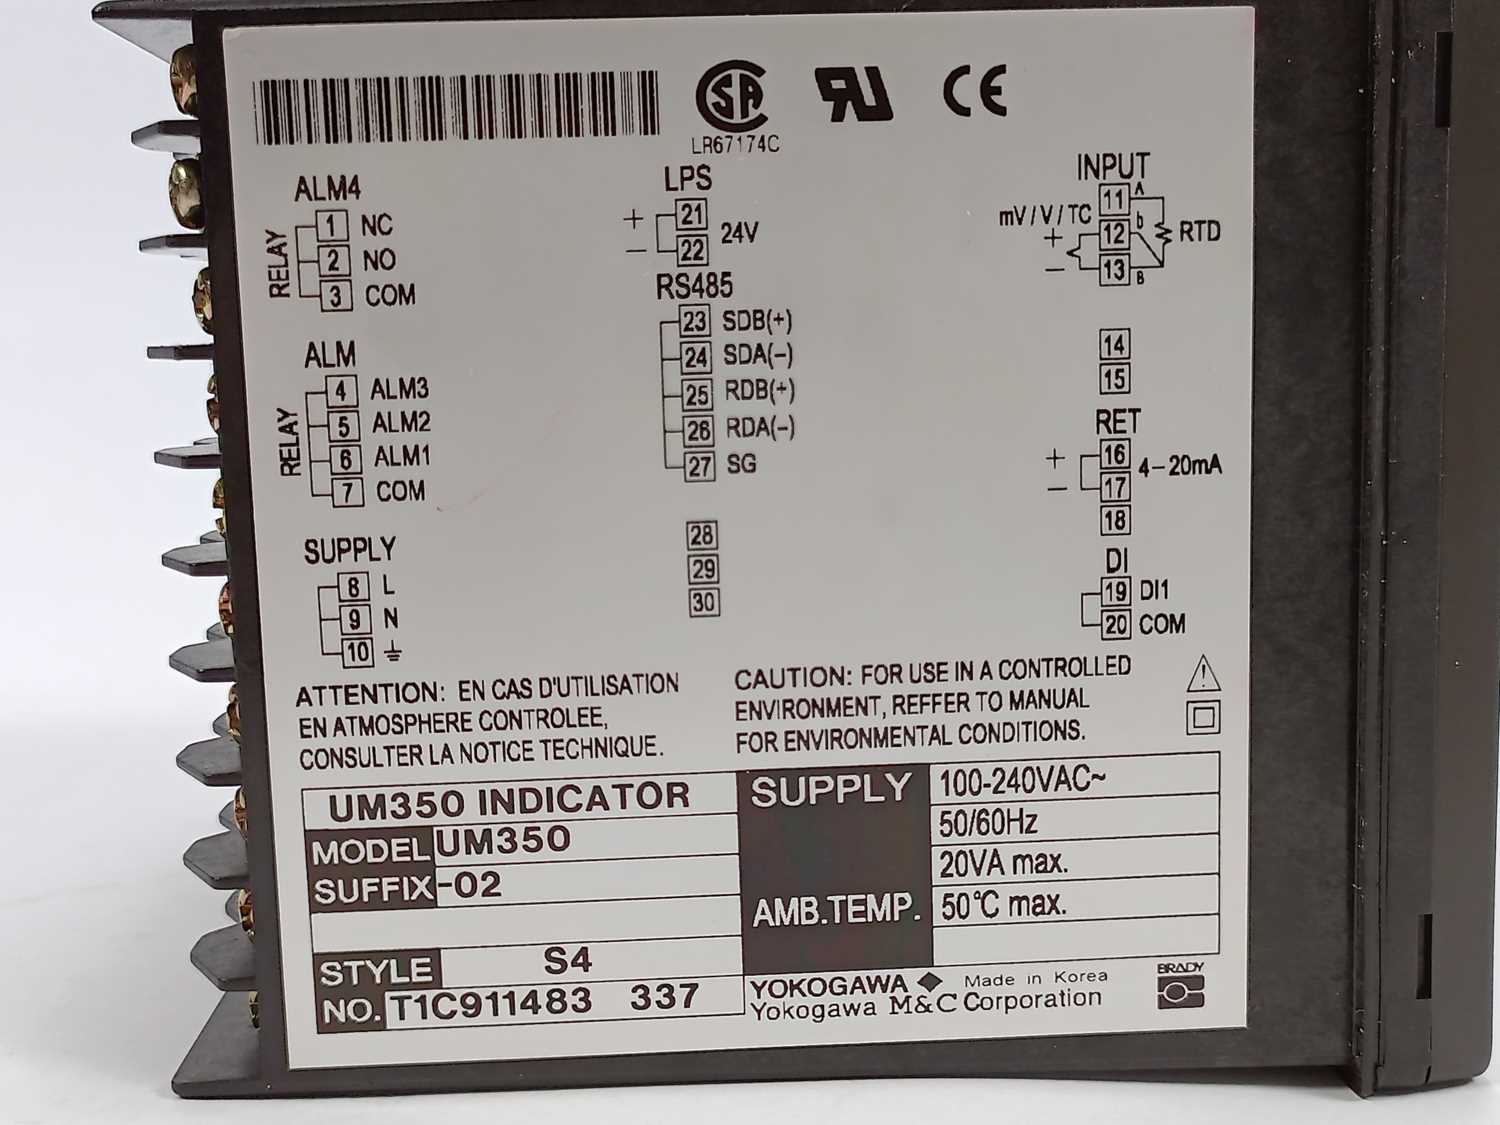 LR67174C
ALM4
RELAY
1 NC
2 NO
3 COM
ALM
RELAY
4 ALM3
5 ALM2
6 ALM1
7 COM
SUPPLY
8 L
9 N
10
LPS
+ 21
- 22
24V
RS485
23 SDB(+)
24 SDA(-)
25 RDB(+)
26 RDA(-)
27 SG
28
29
30
INPUT
mV/V/TC
11 A
+ 12 b
- 13 B
RTD
14
15
RET
+ 16
- 17
4-20mA
18
DI
19 DI1
20 COM
ATTENTION: EN CAS D'UTILISATION
EN ATMOSPHERE CONTROLEE,
CONSULTER LA NOTICE TECHNIQUE.
CAUTION: FOR USE IN A CONTROLLED
ENVIRONMENT, REFFER TO MANUAL
FOR ENVIRONMENTAL CONDITIONS.
UM350 INDICATOR
MODEL UM350
SUFFIX -02
STYLE S4
NO. T1C911483 337
SUPPLY 100-240VAC~
50/60Hz
20VA max.
AMB.TEMP. 50°C max.
YOKOGAWA Made in Korea
Yokogawa M&C Corporation
BRADY